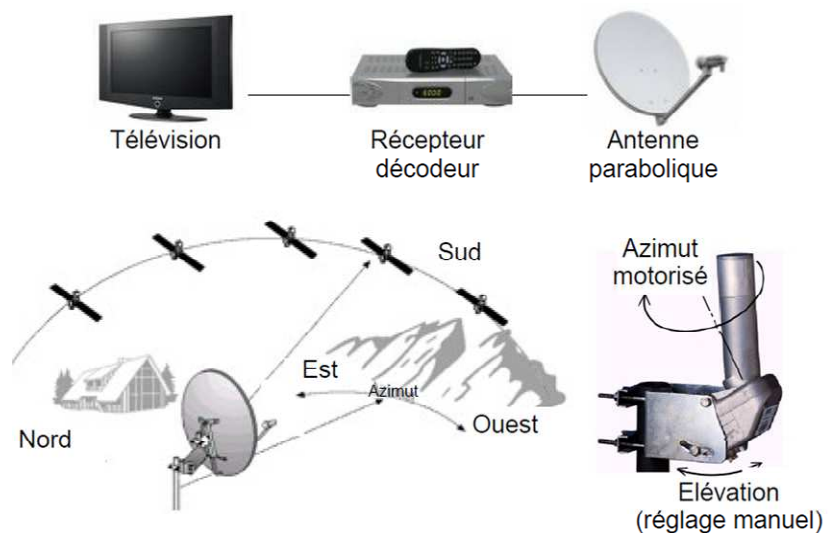 Télévision
Récepteur
décodeur
Antenne
parabolique
Sud
Azimut
motorisé
Est
Azimut
Ouest
Nord
Elévation
(réglage manuel)